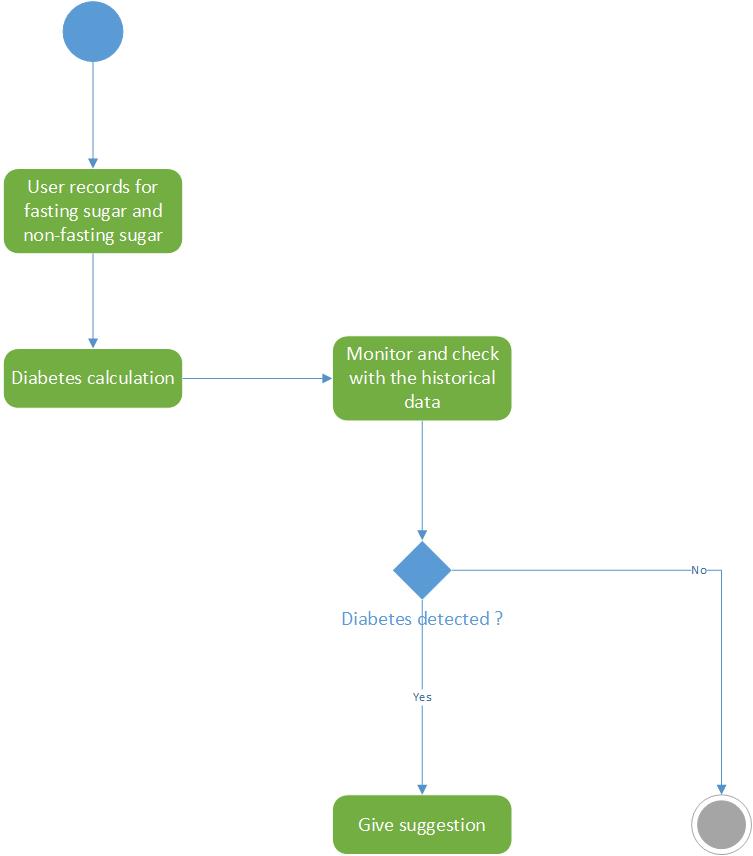 User records for
fasting sugar and
non-fasting sugar
Diabetes calculation
Monitor and check
with the historical
data
No
Diabetes detected ?
Yes
Give suggestion